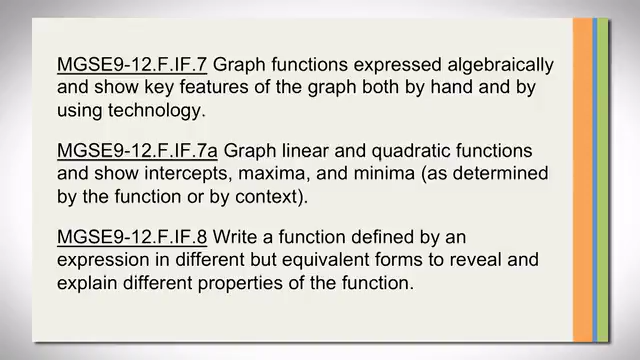 MGSE9-12.F.IF.7 Graph functions expressed algebraically
and show key features of the graph both by hand and by
using technology.
MGSE9-12.F.IF.7a Graph linear and quadratic functions
and show intercepts, maxima, and minima (as determined
by the function or by context).
MGSE9-12.F.IF.8 Write a function defined by an
expression in different but equivalent forms to reveal and
explain different properties of the function.